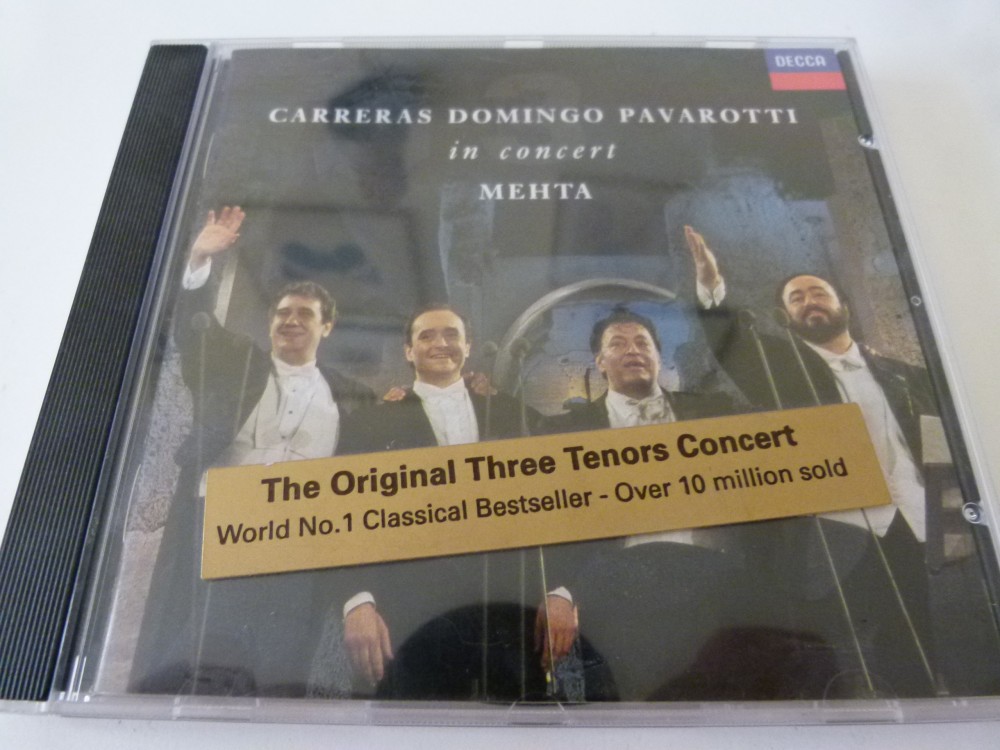 DECCA
CARRERAS DOMINGO PAVAROTTI
in concert
MEHTA
The Original Three Tenors Concert
World No.1 Classical Bestseller - Over 10 million sold